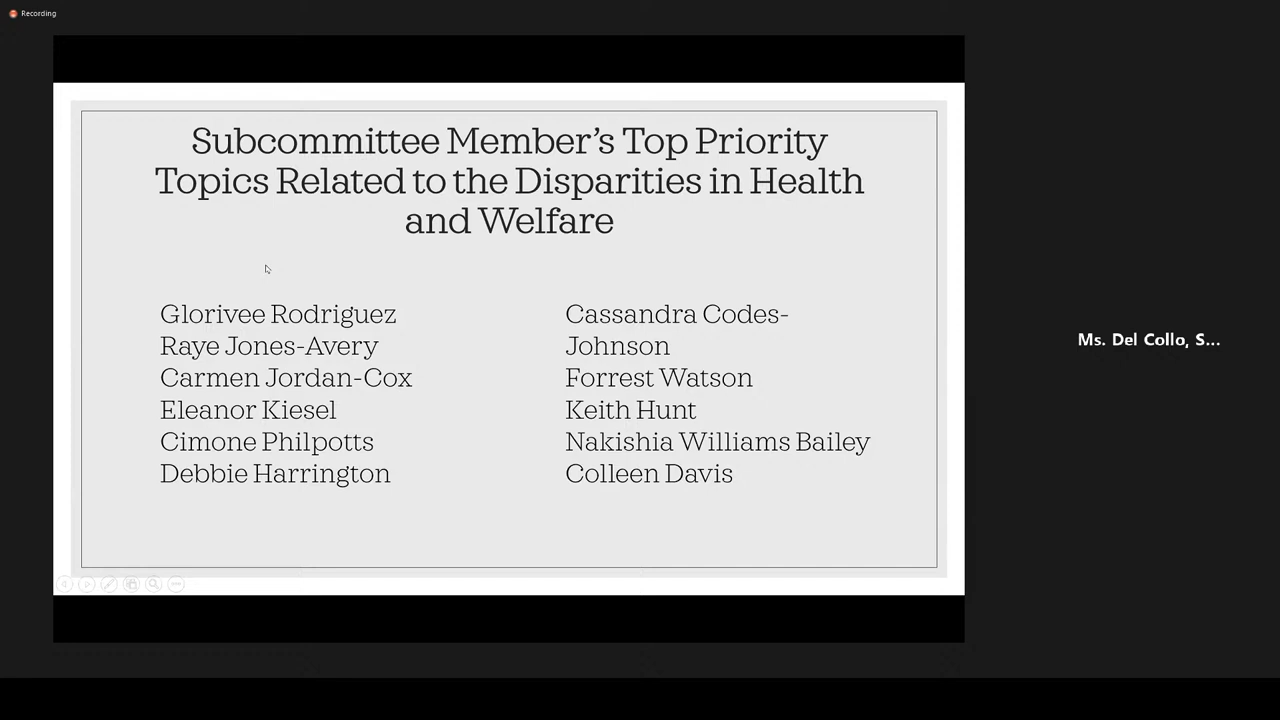 Recording
Subcommittee Member’s Top Priority
Topics Related to the Disparities in Health
and Welfare
Glorivee Rodriguez
Raye Jones-Avery
Carmen Jordan-Cox
Eleanor Kiesel
Cimone Philpotts
Debbie Harrington
Cassandra Codes-
Johnson
Forrest Watson
Keith Hunt
Nakishia Williams Bailey
Colleen Davis
Ms. Del Collo, S...